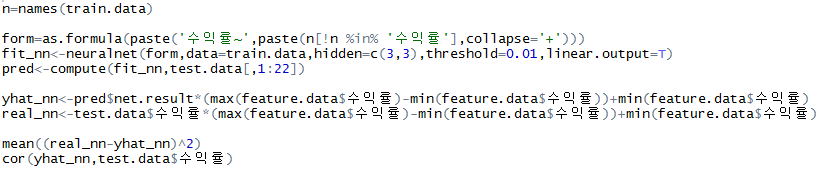 n=names(train.data)
form=as.formula(paste('수익률~',paste(n[!n %in% '수익률'],collapse='+')))
fit_nn<-neuralnet(form,data=train.data,hidden=c(3,3),threshold=0.01,linear.output=T)
pred<-compute(fit_nn,test.data[,1:22])
yhat_nn<-pred$net.result*(max(feature.data$수익률)-min(feature.data$수익률))+min(feature.data$수익률)
real_nn<-test.data$수익률*(max(feature.data$수익률)-min(feature.data$수익률))+min(feature.data$수익률)
mean((real_nn-yhat_nn)^2)
cor(yhat_nn,test.data$수익률)